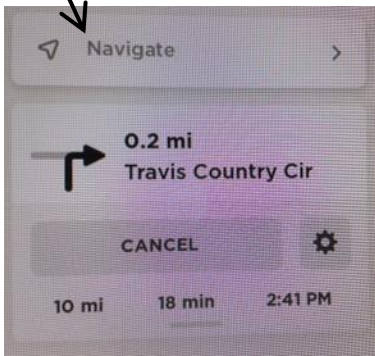 Navigate
0.2 mi
Travis Country Cir
CANCEL
10 mi 18 min 2:41 PM